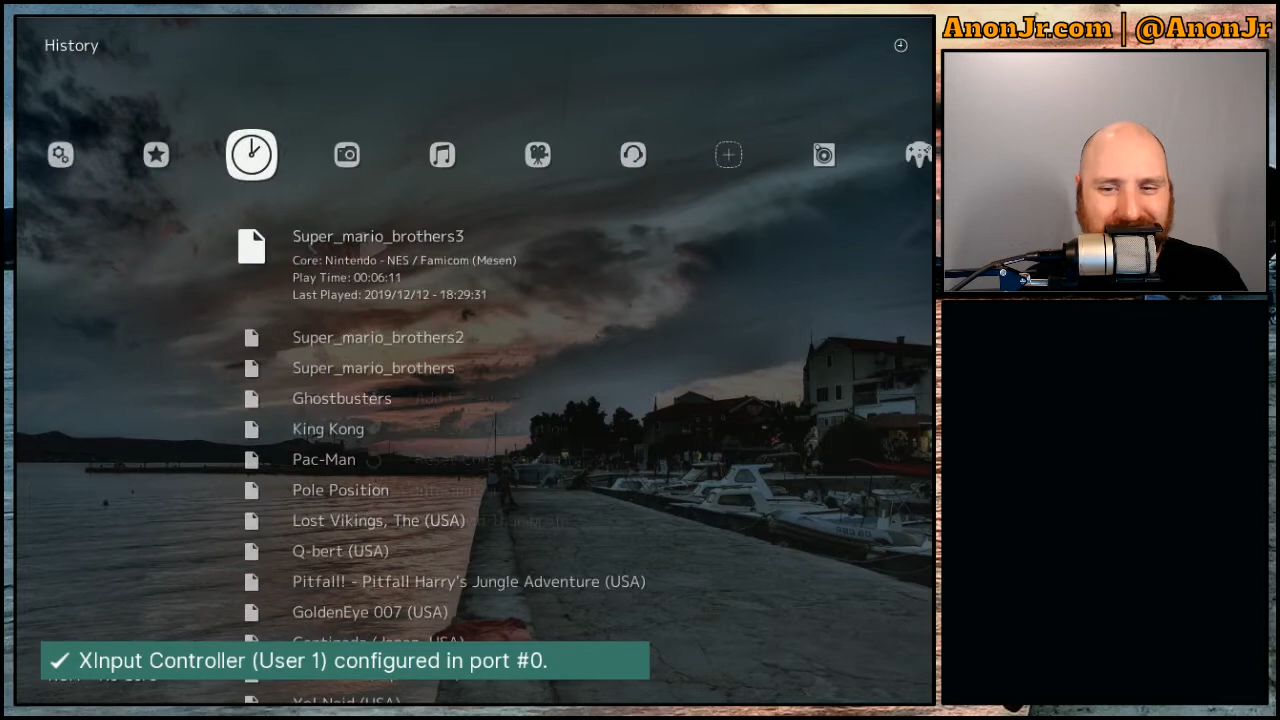 AnonJr.com | @AnonJr
History
Super_mario_brothers3
Core: Nintendo - NES / Famicom (Mesen)
Play Time: 00:06:11
Last Played: 2019/12/12 - 18:29:31
Super_mario_brothers2
Super_mario_brothers
Ghostbusters
King Kong
Pac-Man
Pole Position
Lost Vikings, The (USA)
Q-bert (USA)
Pitfall! - Pitfall Harry's Jungle Adventure (USA)
GoldenEye 007 (USA)
XInput Controller (User 1) configured in port #0.